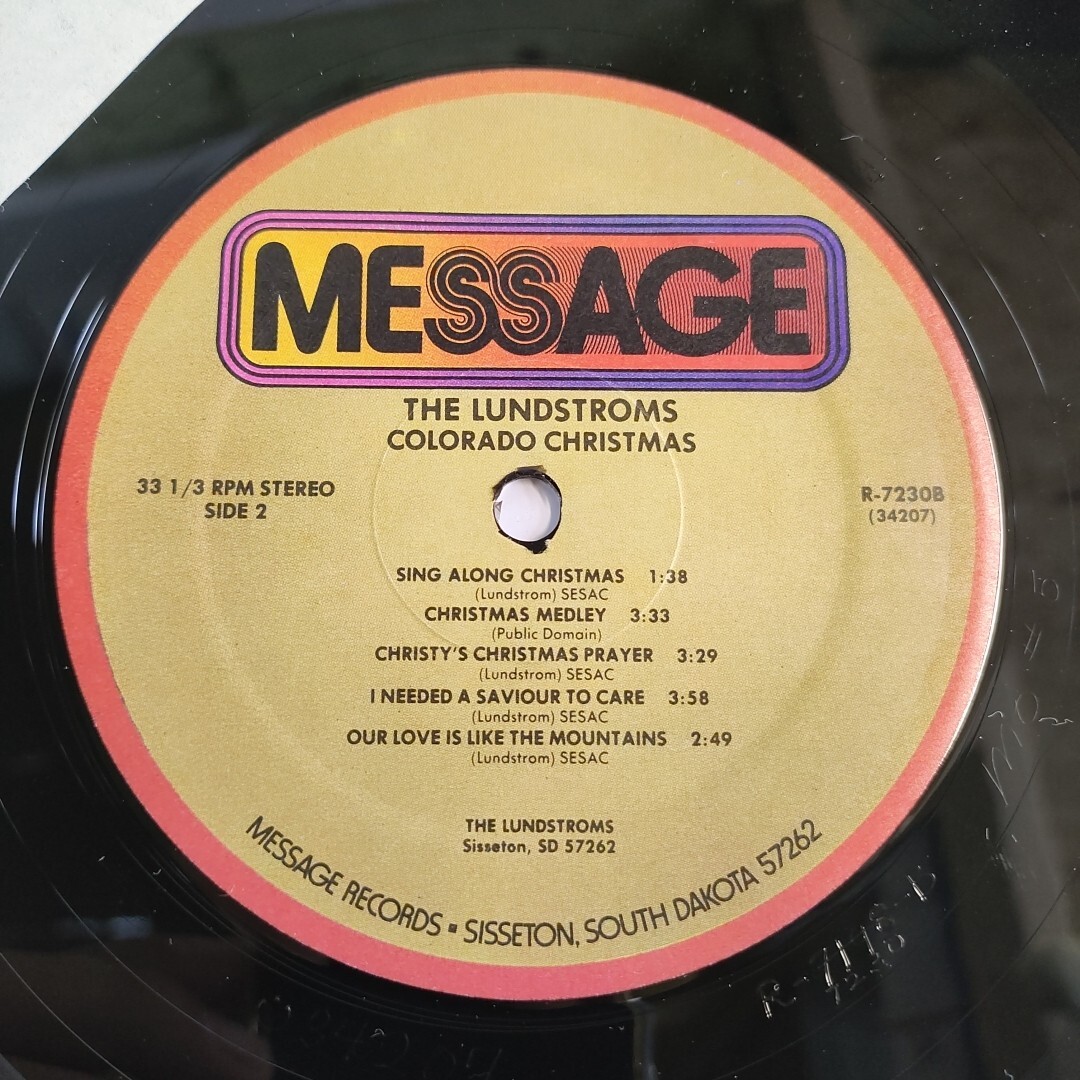 MESSAGE
THE LUNDSTROMS
COLORADO CHRISTMAS
33 1/3 RPM STEREO
SIDE 2
R-7230B
(34207)
SING ALONG CHRISTMAS 1:38
(Lundstrom) SESAC
CHRISTMAS MEDLEY 3:33
(Public Domain)
CHRISTY'S CHRISTMAS PRAYER 3:29
(Lundstrom) SESAC
I NEEDED A SAVIOUR TO CARE 3:58
(Lundstrom) SESAC
OUR LOVE IS LIKE THE MOUNTAINS 2:49
(Lundstrom) SESAC
THE LUNDSTROMS
Sisseton, SD 57262
MESSAGE RECORDS ▪ SISSETON, SOUTH DAKOTA 57262